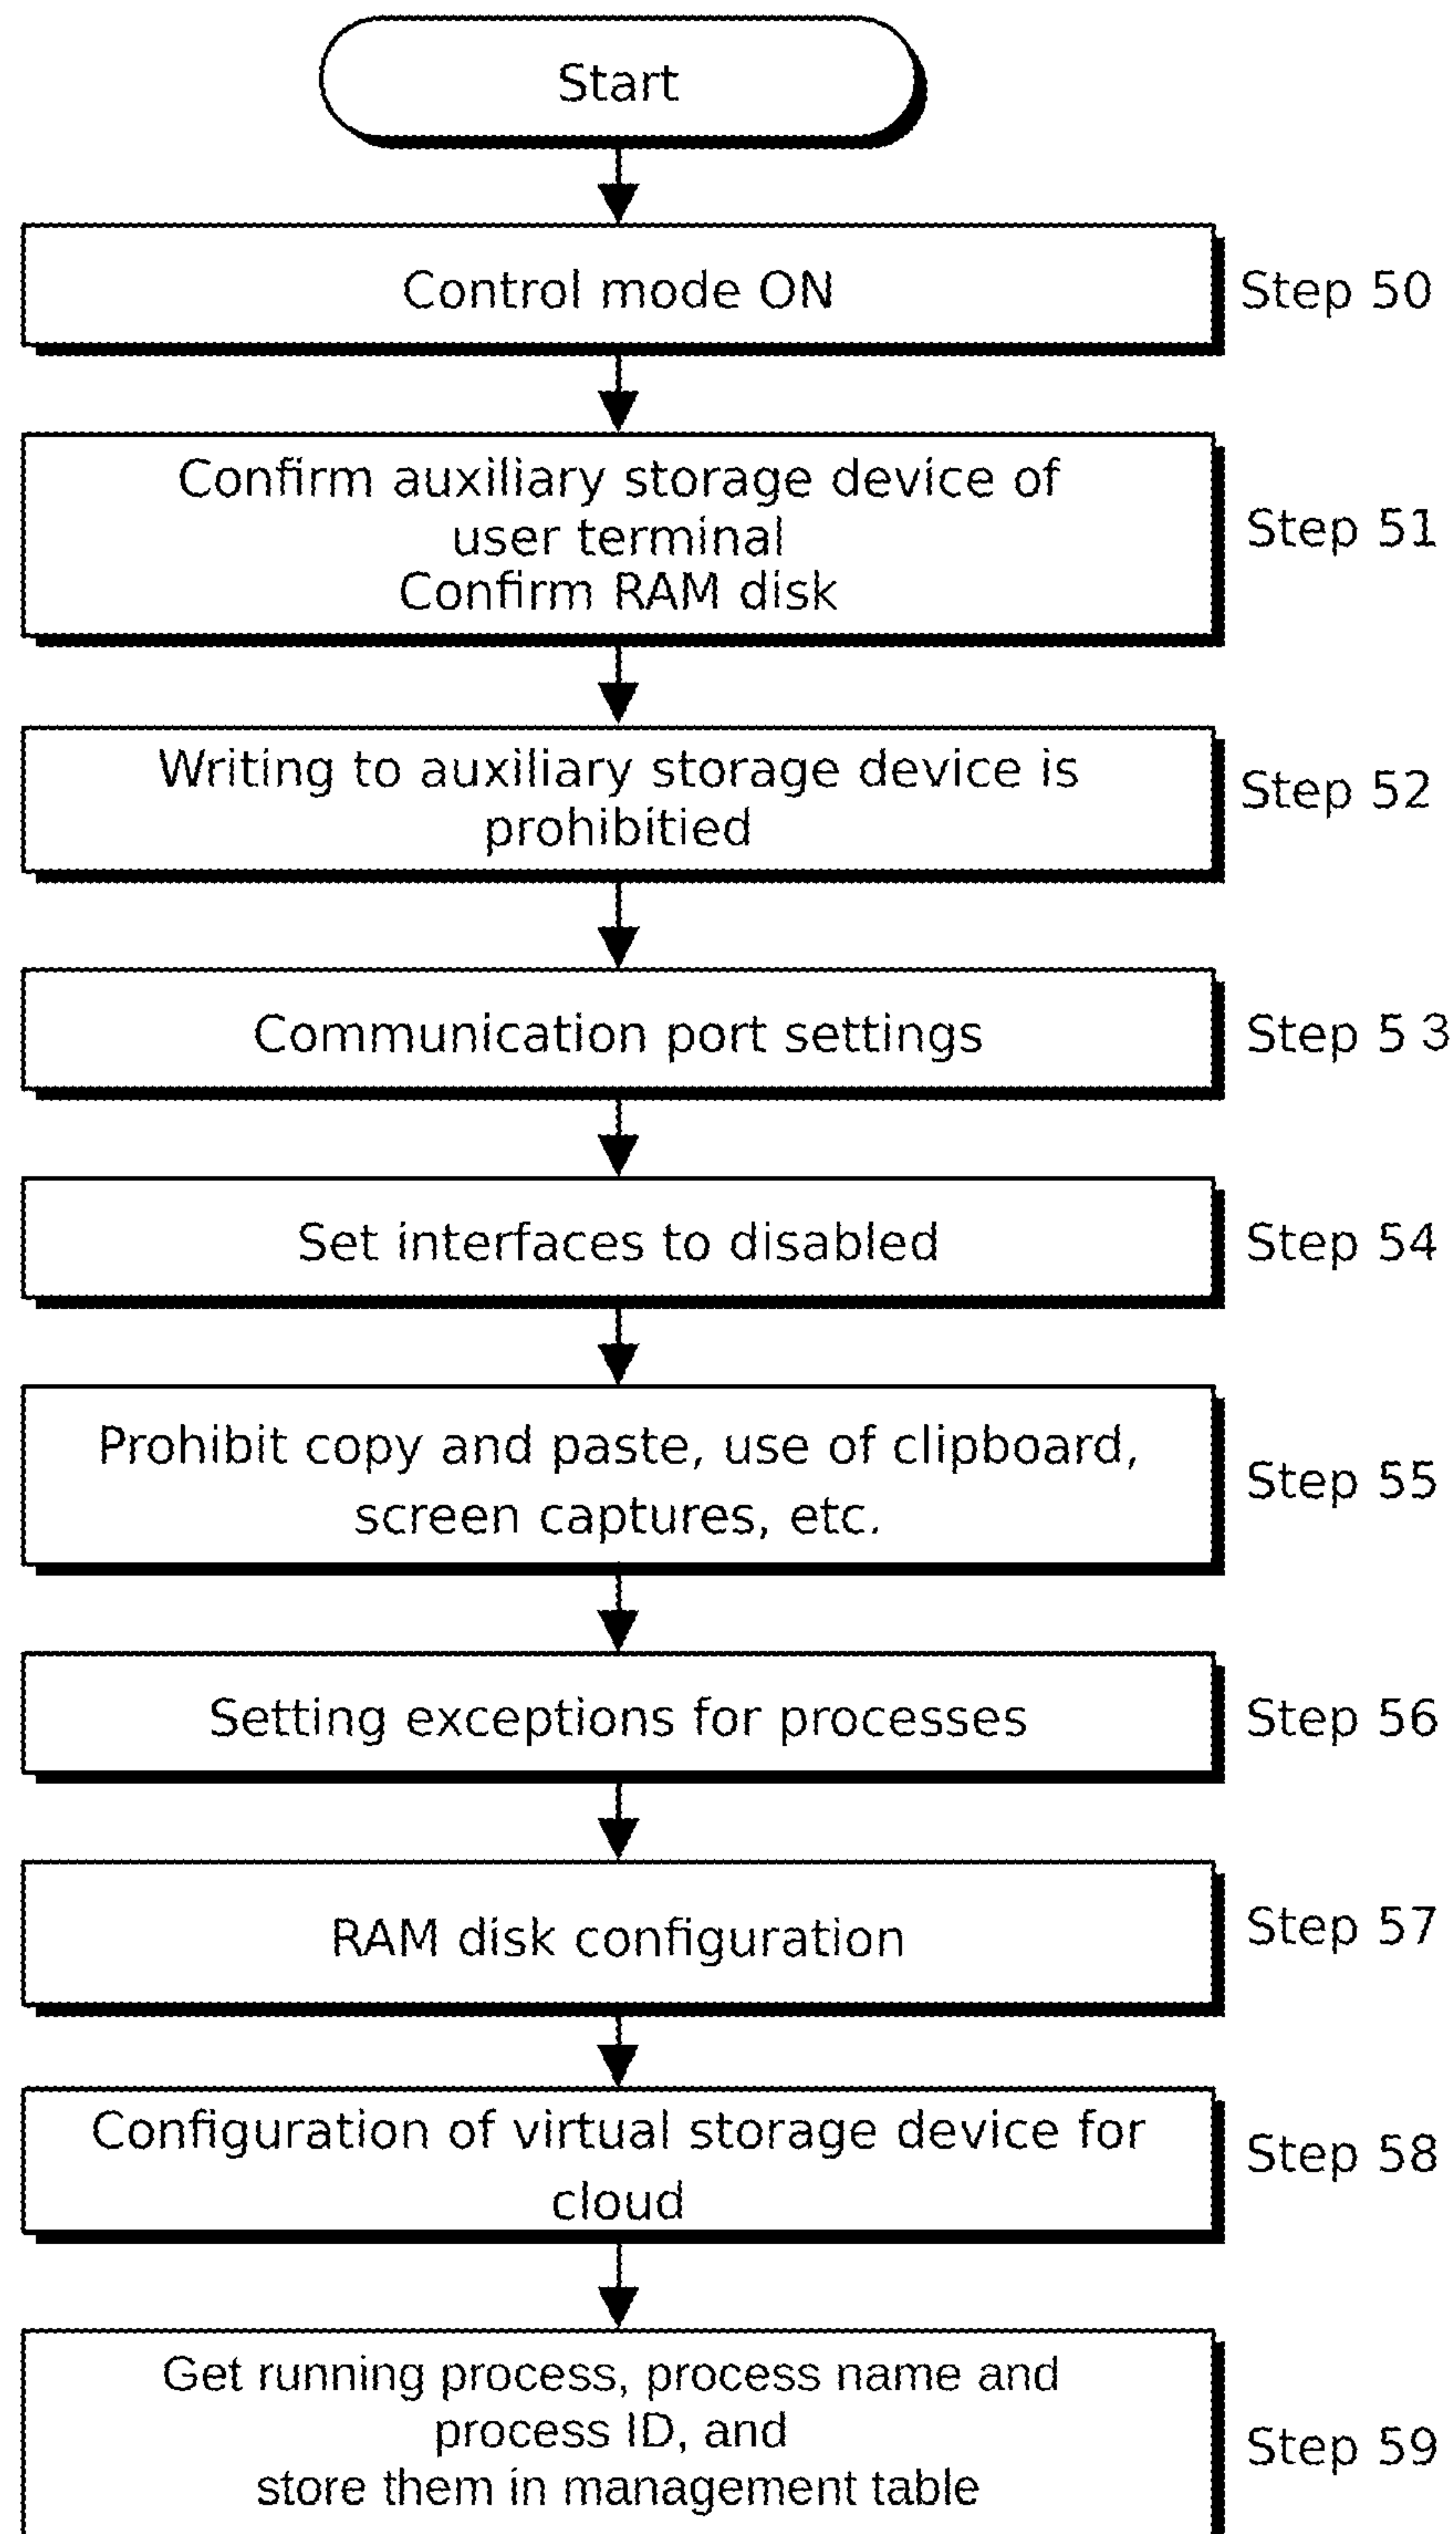 Start
Control mode ON
Step 50
Confirm auxiliary storage device of
user terminal
Confirm RAM disk
Step 51
Writing to auxiliary storage device is
prohibitied
Step 52
Communication port settings
Step 5 3
Set interfaces to disabled
Step 54
Prohibit copy and paste, use of clipboard,
screen captures, etc.
Step 55
Setting exceptions for processes
Step 56
RAM disk configuration
Step 57
Configuration of virtual storage device for
cloud
Step 58
Get running process, process name and
process ID, and
store them in management table
Step 59